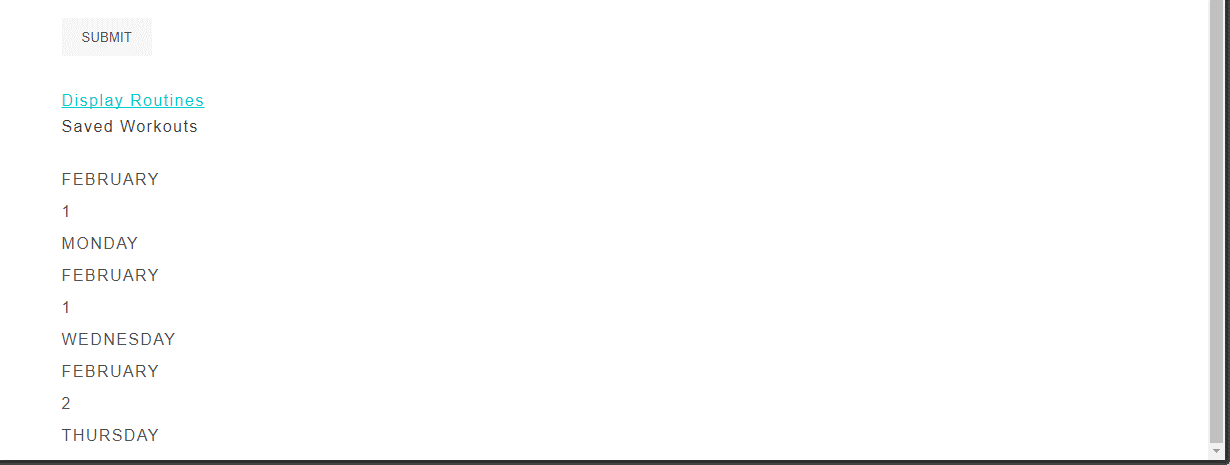 SUBMIT
Display Routines
Saved Workouts
FEBRUARY
1
MONDAY
FEBRUARY
1
WEDNESDAY
FEBRUARY
2
THURSDAY